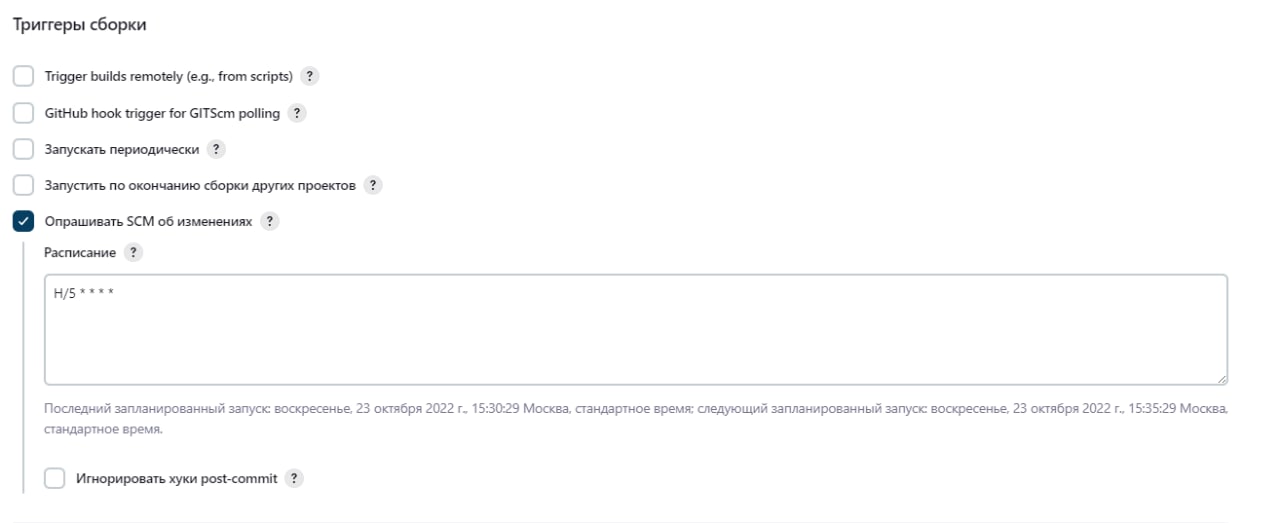 Триггеры сборки
Trigger builds remotely (e.g., from scripts) ?
GitHub hook trigger for GITScm polling ?
Запускать периодически ?
Запустить по окончанию сборки других проектов ?
Опрашивать SCM об изменениях ?
Расписание ?
H/5 * * * *
Последний запланированный запуск: воскресенье, 23 октября 2022 г., 15:30:29 Москва, стандартное время; следующий запланированный запуск: воскресенье, 23 октября 2022 г., 15:35:29 Москва,
стандартное время.
Игнорировать хуки post-commit ?